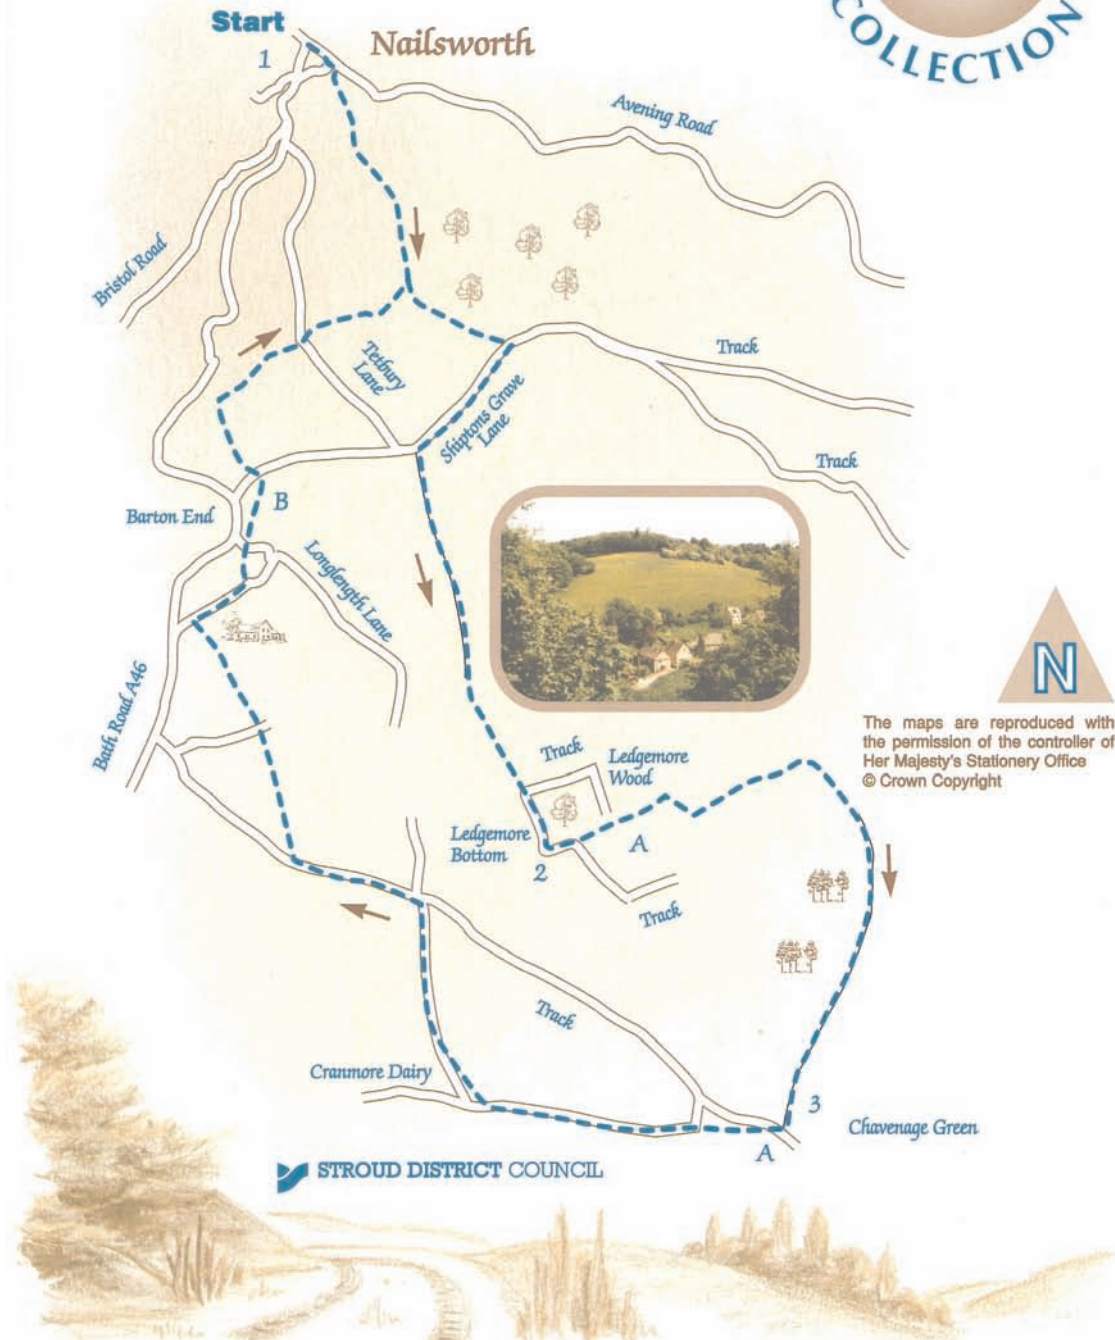 COLLECTION
Start
1
Nailsworth
Avening Road
Bristol Road
Tetbury
Lane
Track
Shiptons Grave
Lane
Track
B
Barton End
Longlength Lane
N
Bath Road A46
The maps are reproduced with
the permission of the controller of
Her Majesty's Stationery Office
© Crown Copyright
Track
Ledgemore
Wood
Ledgemore
Bottom
A
2
Track
Track
Cranmore Dairy
3
Chavenage Green
A
STROUD DISTRICT COUNCIL